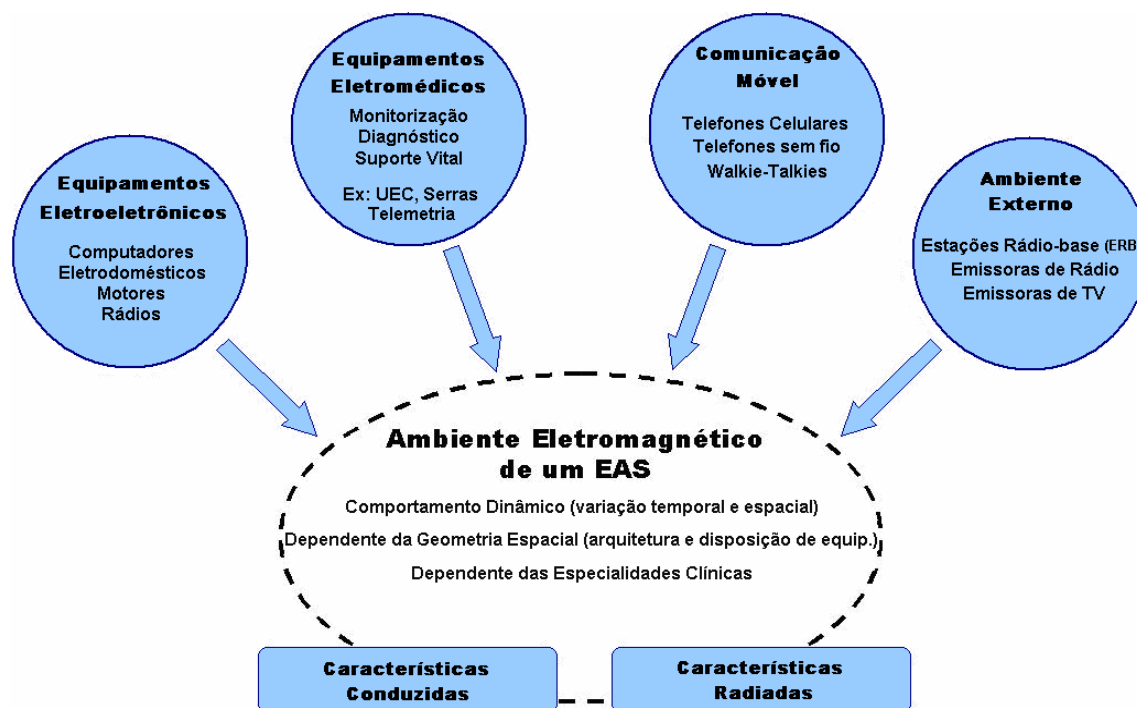 Equipamentos
Eletroeletrônicos
Computadores
Eletrodomésticos
Motores
Rádios
Equipamentos
Eletromédicos
Monitorização
Diagnóstico
Suporte Vital
Ex: UEC, Serras
Telemetria
Comunicação
Móvel
Telefones Celulares
Telefones sem fio
Walkie-Talkies
Ambiente
Externo
Estações Rádio-base (ERB
Emissoras de Rádio
Emissoras de TV
Ambiente Eletromagnético
de um EAS
Comportamento Dinâmico (variação temporal e espacial)
Dependente da Geometria Espacial (arquitetura e disposição de equip.)
Dependente das Especialidades Clínicas
Características
Conduzidas
Características
Radiadas